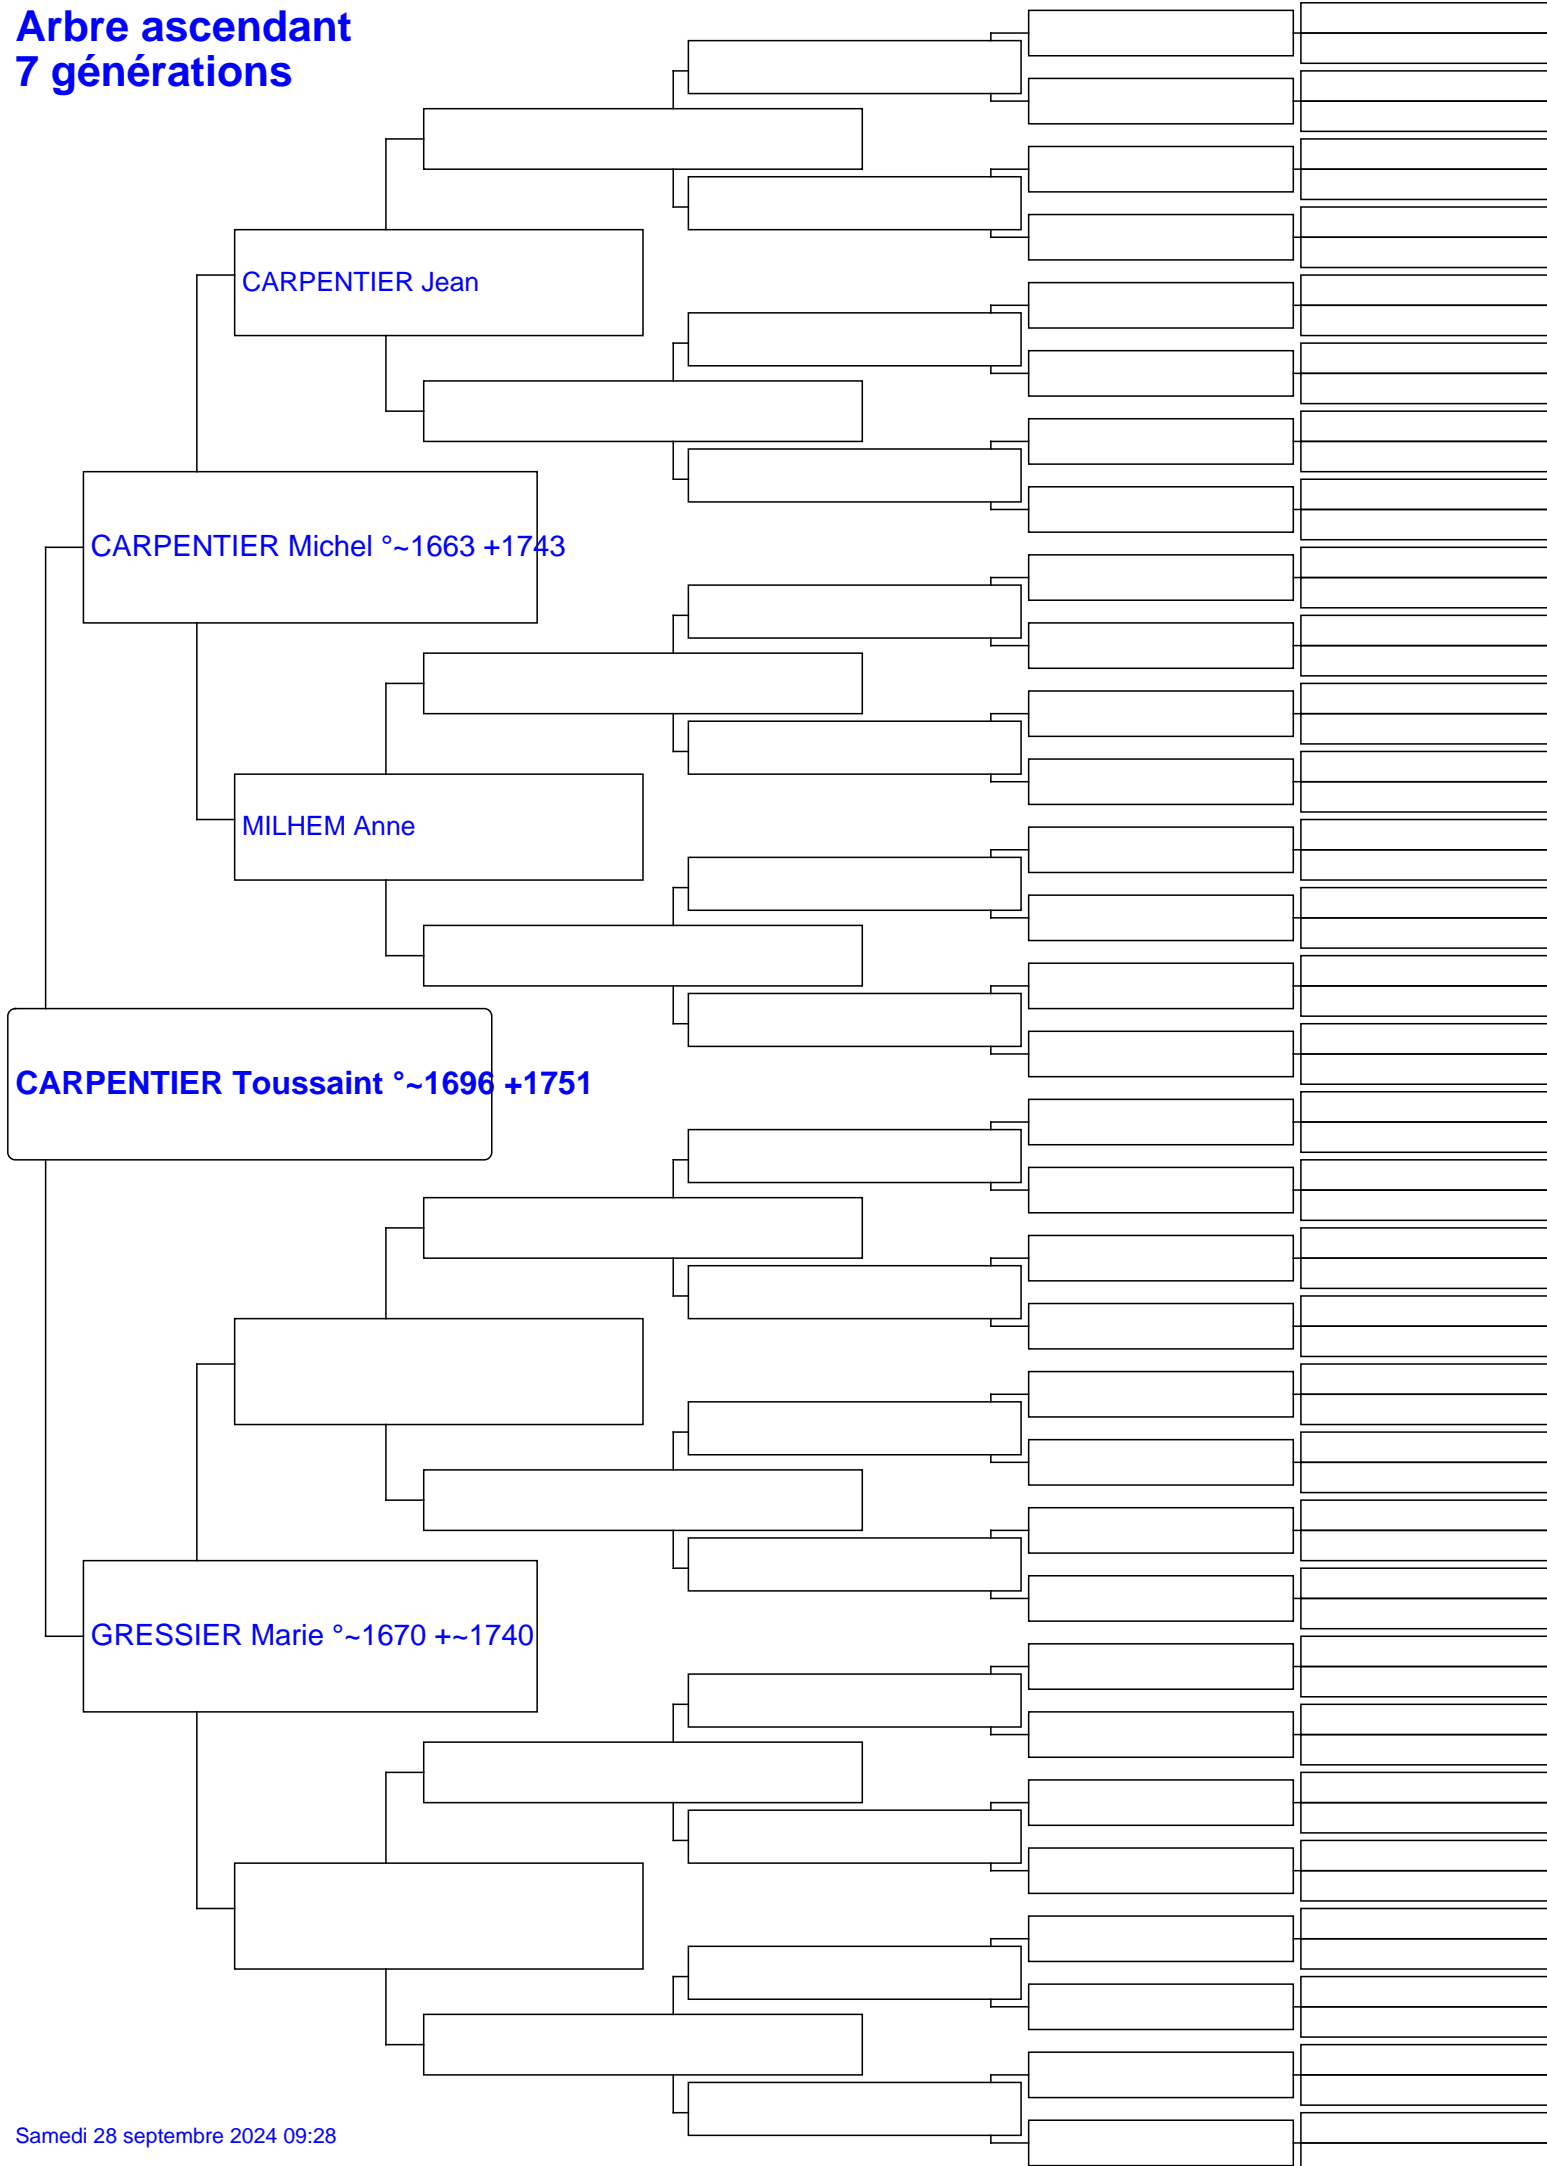 Arbre ascendant
7 générations
CARPENTIER Jean
CARPENTIER Michel °~1663 +1743
MILHEM Anne
CARPENTIER Toussaint °~1696 +1751
GRESSIER Marie °~1670 +~1740
Samedi 28 septembre 2024 09:28